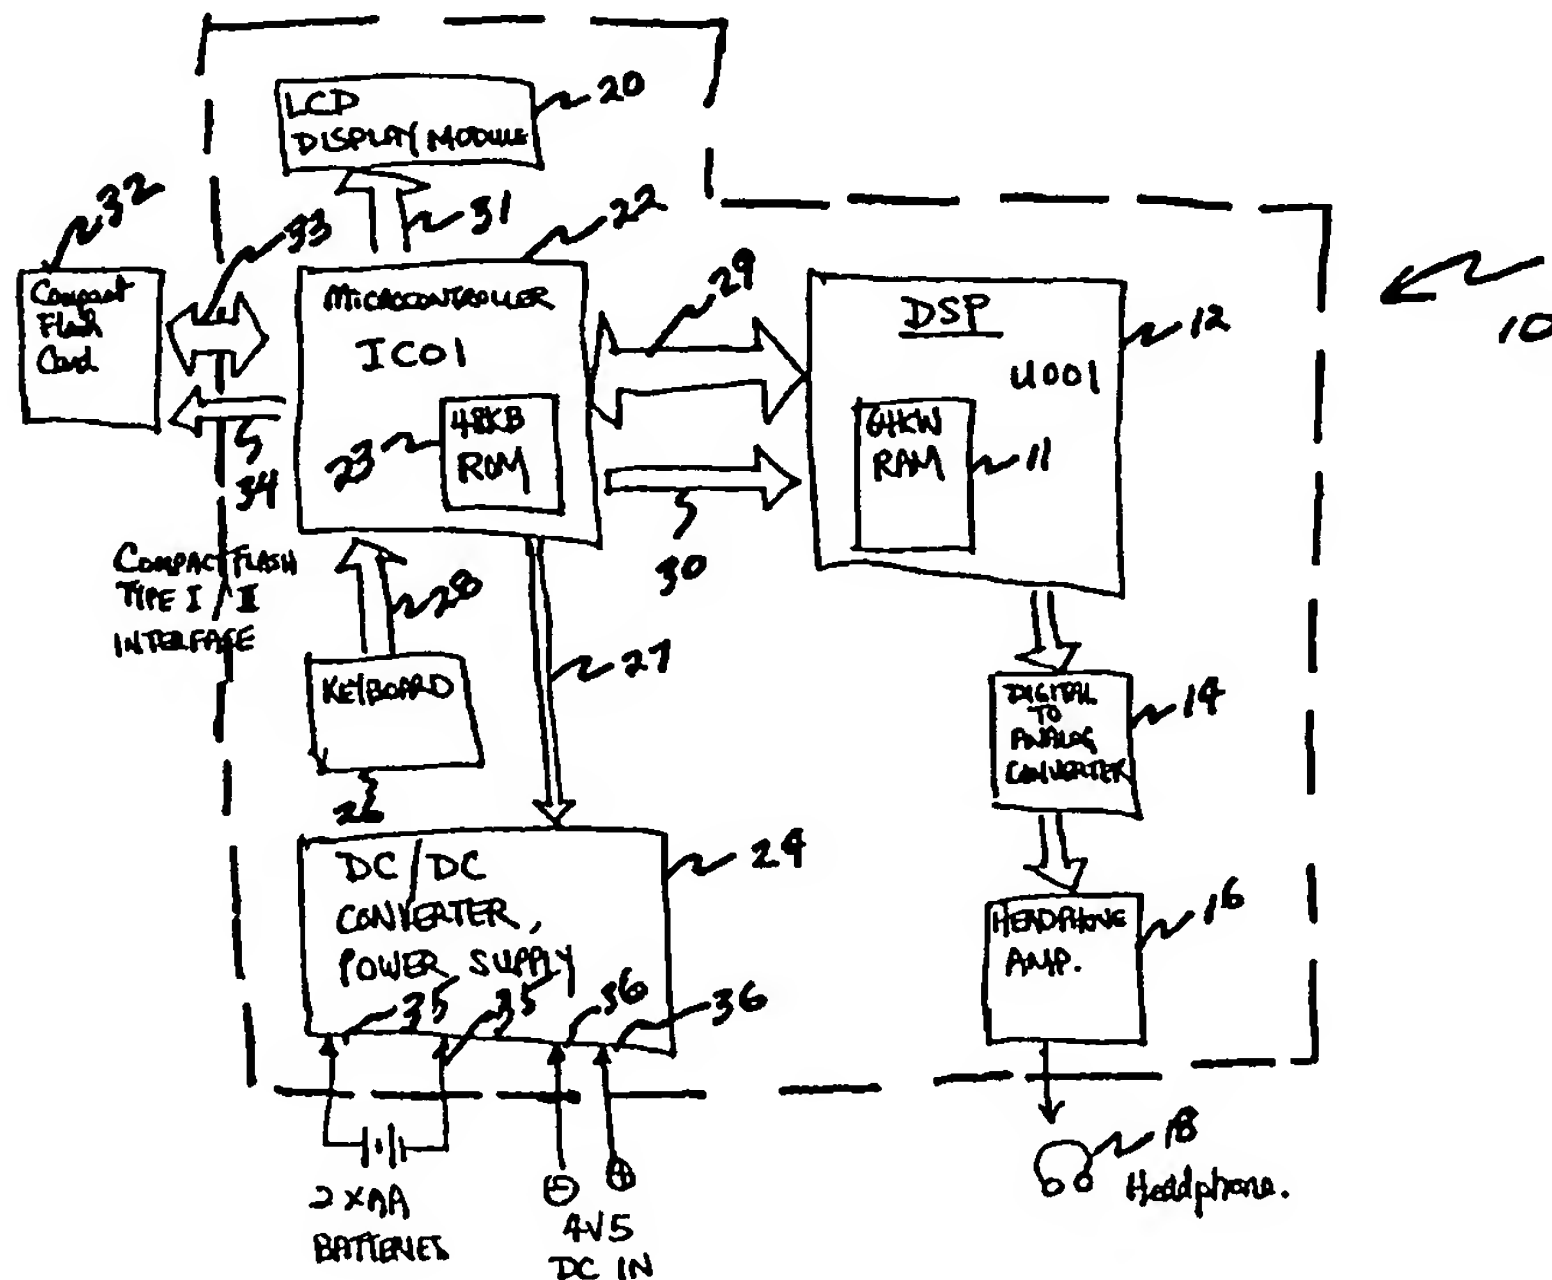 LCD
DISPLAY MODULE
20
32
33
31
22
Compact
Flash
Card
MICROCONTROLLER
IC01
29
DSP
U001
12
10
48KB
ROM
23
64KW
RAM
11
34
30
COMPACT FLASH
TYPE I / II
INTERFACE
28
27
KEYBOARD
26
DIGITAL
TO
ANALOG
CONVERTER
14
DC/DC
CONVERTER,
POWER SUPPLY
24
35
35
36
36
HEADPHONE
AMP.
16
2 X AA
BATTERIES
4V5
DC IN
18
Headphone.